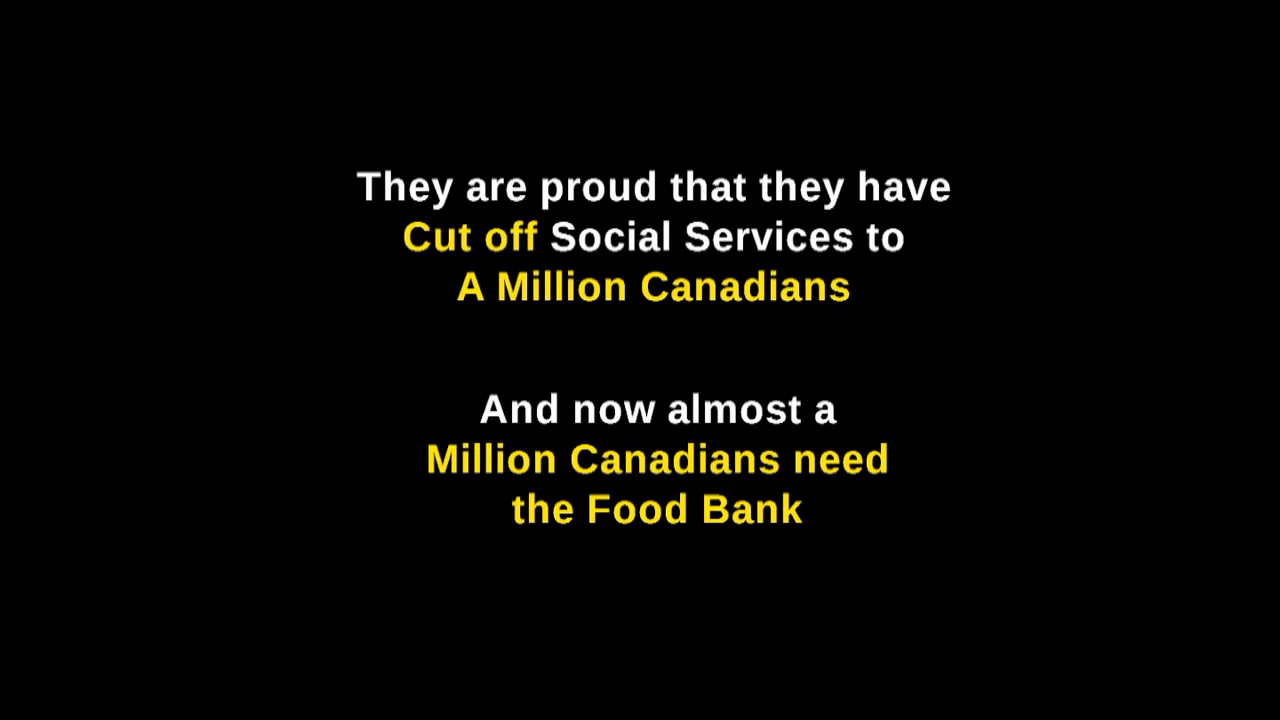 They are proud that they have
Cut off Social Services to
A Million Canadians
And now almost a
Million Canadians need
the Food Bank